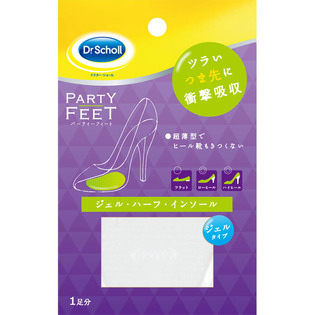 Dr.Scholl
ドクター・ショール
PARTY
FEET
パーティーフィート
ツライ
つま先に
衝撃吸収
●超薄型で
ヒール靴もきつくない
フラット
ローヒール
ハイヒール
ジェル・ハーフ・インソール
ジェル
タイプ
1足分